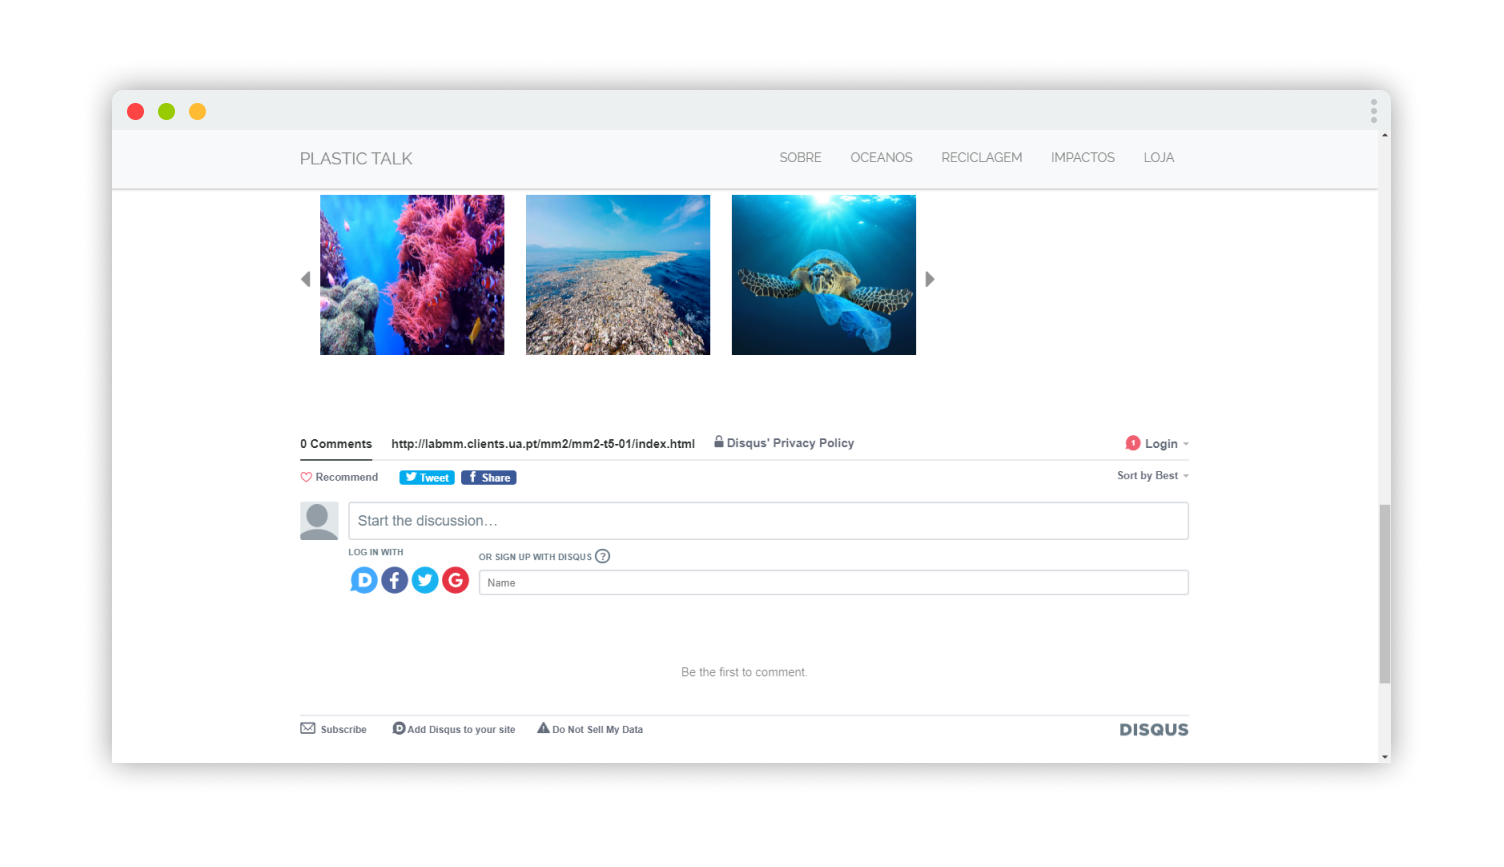 PLASTIC TALK SOBRE OCEANOS RECICLAGEM IMPACTOS LOJA
0 Comments http://labmm.clients.ua.pt/mm2/mm2-t5-01/index.html Disqus' Privacy Policy 1 Login
Recommend Tweet f Share Sort by Best
Start the discussion…
LOG IN WITH OR SIGN UP WITH DISQUS ?
D f G Name
Be the first to comment.
Subscribe D Add Disqus to your site Do Not Sell My Data DISQUS